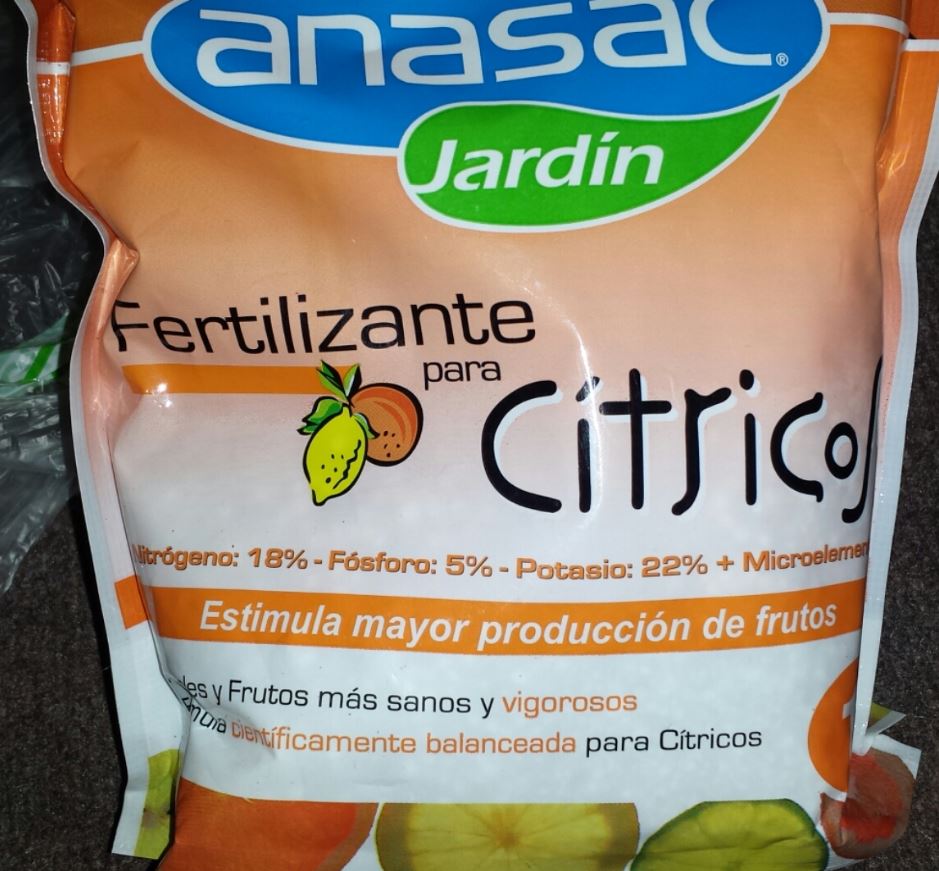 anasac®
Jardín
Fertilizante
para
Cítricos
Nitrógeno: 18% - Fósforo: 5% - Potasio: 22% + Microelemen
Estimula mayor producción de frutos
y Frutos más sanos y vigorosos
científicamente balanceada para Cítricos